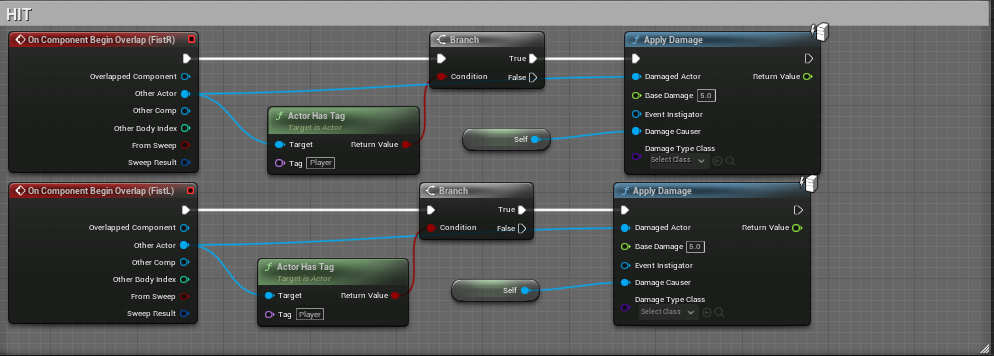 HIT
On Component Begin Overlap (FistR)
Overlapped Component
Other Actor
Other Comp
Other Body Index
From Sweep
Sweep Result
Actor Has Tag
Target is Actor
Target
Return Value
Tag Player
Branch
True
Condition
False
Self
Apply Damage
Damaged Actor
Return Value
Base Damage 5.0
Event Instigator
Damage Causer
Damage Type Class
Select Class
On Component Begin Overlap (FistL)
Overlapped Component
Other Actor
Other Comp
Other Body Index
From Sweep
Sweep Result
Actor Has Tag
Target is Actor
Target
Return Value
Tag Player
Branch
True
Condition
False
Self
Apply Damage
Damaged Actor
Return Value
Base Damage 5.0
Event Instigator
Damage Causer
Damage Type Class
Select Class